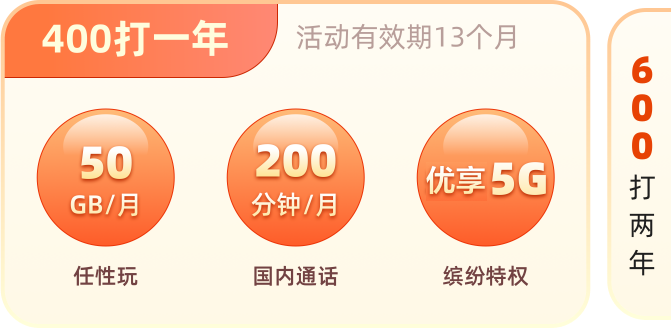 400打一年
活动有效期13个月
50
GB/月
任性玩
200
分钟/月
国内通话
优享5G
缤纷特权
600打两年